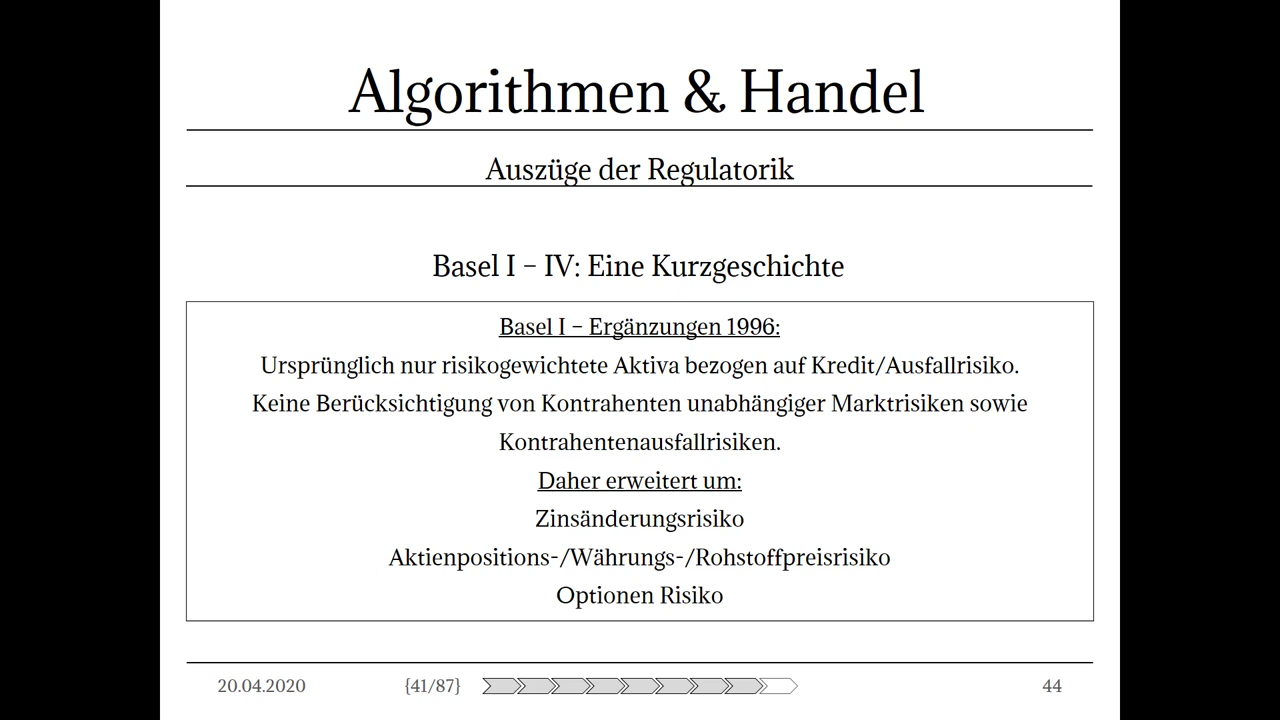 Algorithmen & Handel
Auszüge der Regulatorik
Basel I – IV: Eine Kurzgeschichte
Basel I – Ergänzungen 1996:
Ursprünglich nur risikogewichtete Aktiva bezogen auf Kredit/Ausfallrisiko.
Keine Berücksichtigung von Kontrahenten unabhängiger Marktrisiken sowie
Kontrahentenausfallrisiken.
Daher erweitert um:
Zinsänderungsrisiko
Aktienpositions-/Währungs-/Rohstoffpreisrisiko
Optionen Risiko
20.04.2020 {41/87} 44